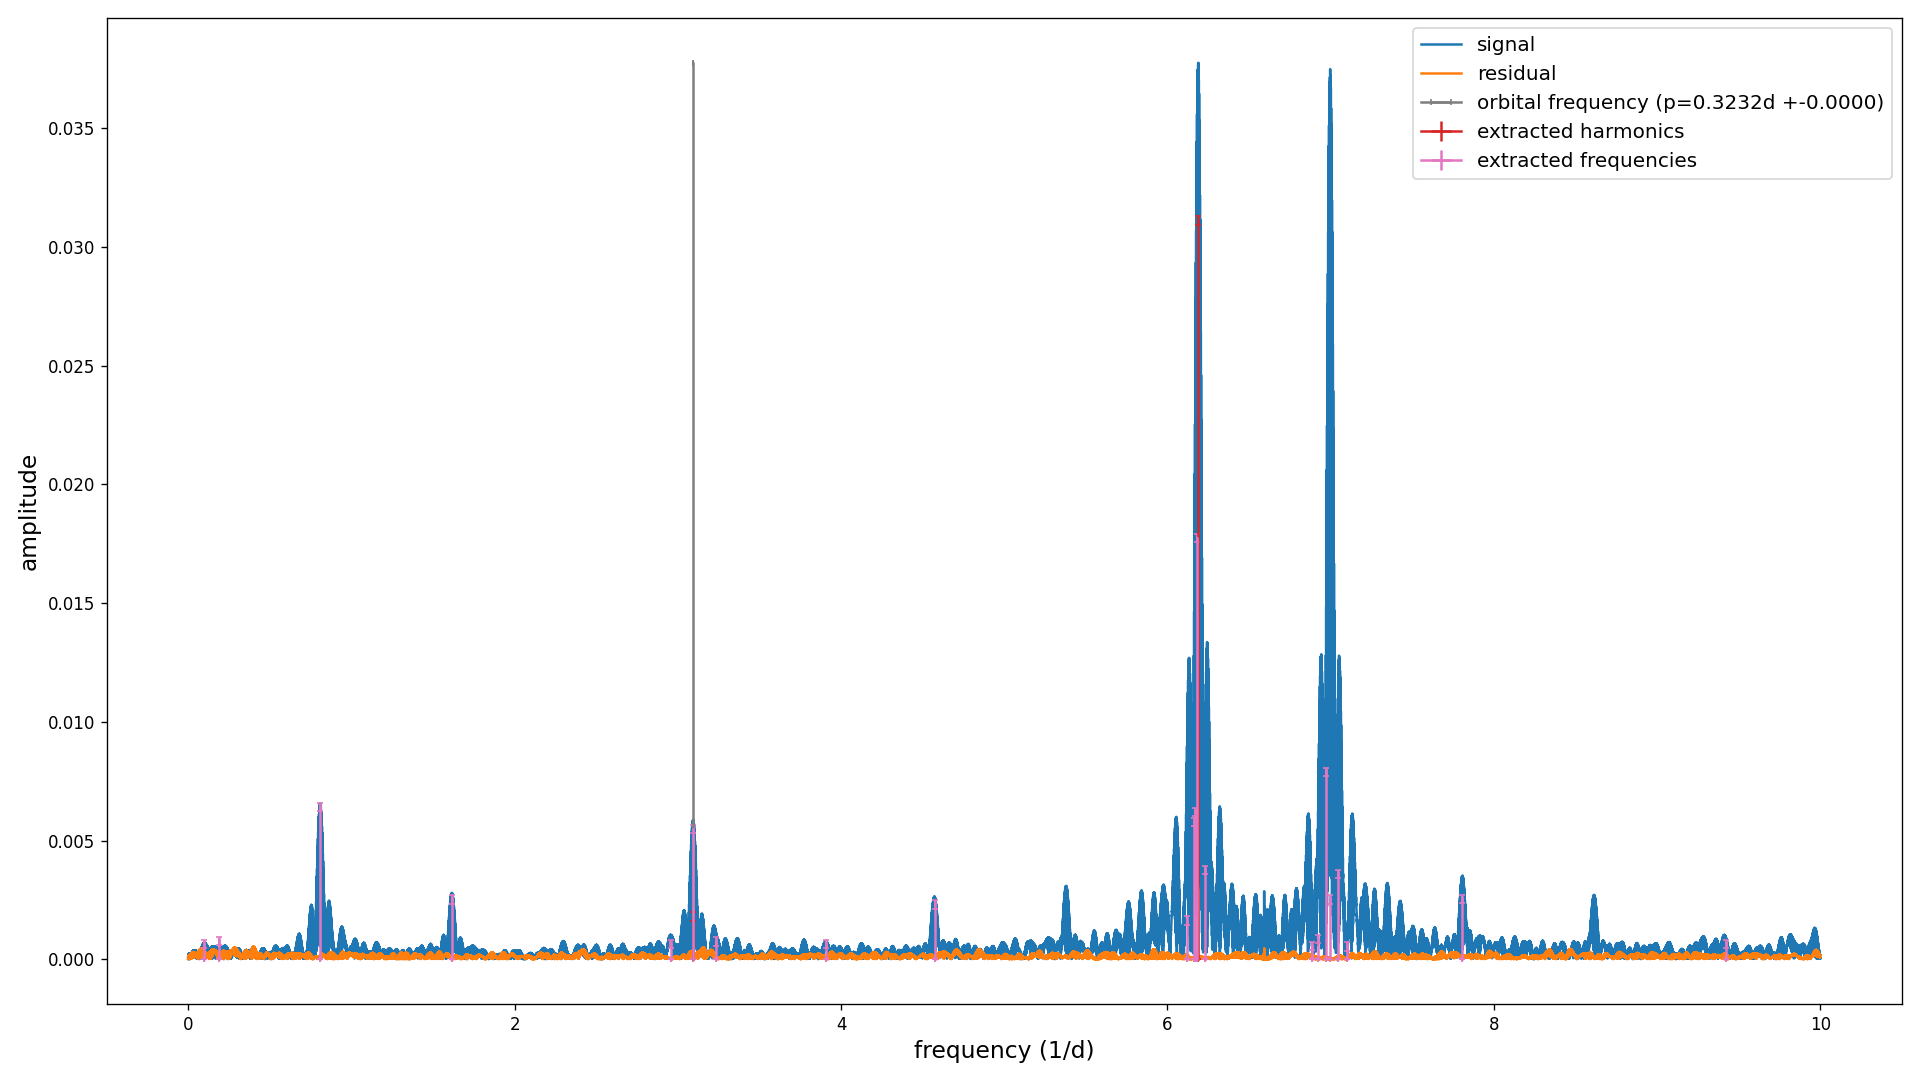 signal
residual
orbital frequency (p=0.3232d +-0.0000)
extracted harmonics
extracted frequencies
amplitude
0.035
0.030
0.025
0.020
0.015
0.010
0.005
0.000
0 2 4 6 8 10
frequency (1/d)